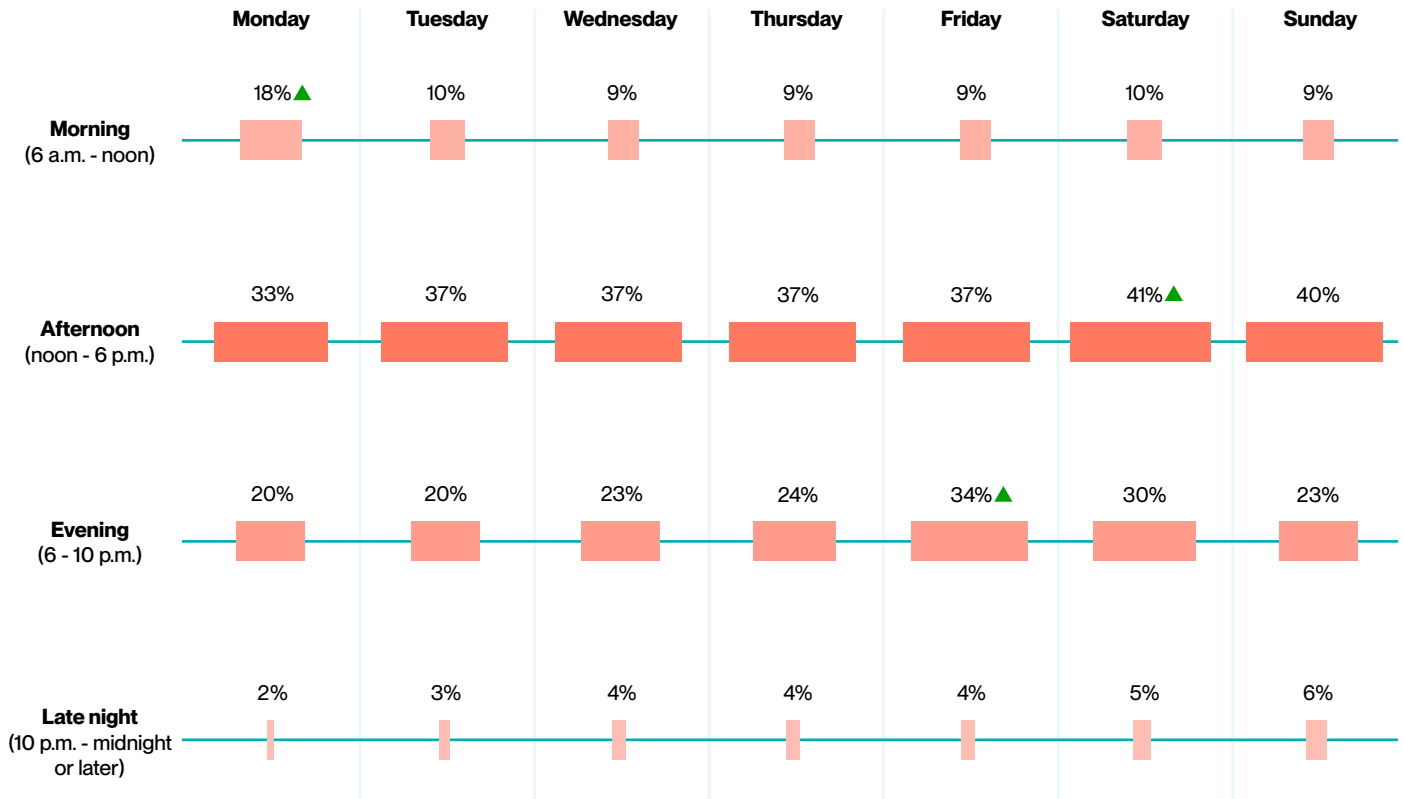 Monday Tuesday Wednesday Thursday Friday Saturday Sunday
18%▲ 10% 9% 9% 9% 10% 9%
Morning
(6 a.m. - noon)
33% 37% 37% 37% 37% 41%▲ 40%
Afternoon
(noon - 6 p.m.)
20% 20% 23% 24% 34%▲ 30% 23%
Evening
(6 - 10 p.m.)
2% 3% 4% 4% 4% 5% 6%
Late night
(10 p.m. - midnight
or later)